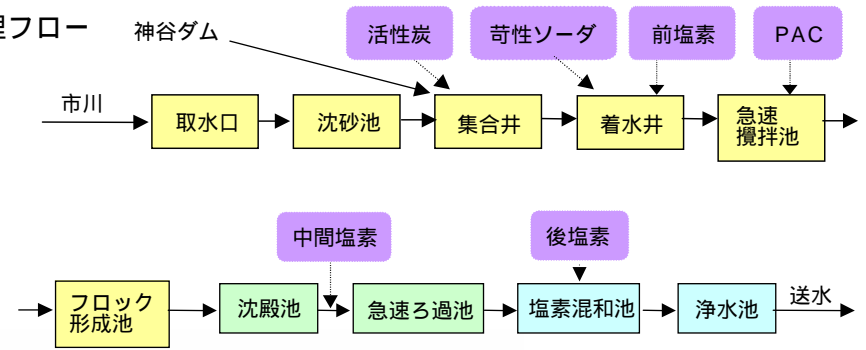 理フロー
神谷ダム
活性炭
苛性ソーダ
前塩素
PAC
市川
取水口
沈砂池
集合井
着水井
急速
攪拌池
中間塩素
後塩素
フロック
形成池
沈殿池
急速ろ過池
塩素混和池
浄水池
送水